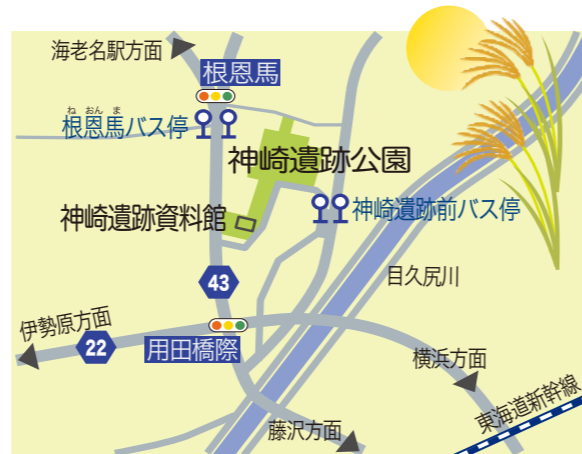 海老名駅方面
根恩馬
ねおんま
根恩馬バス停
神崎遺跡公園
神崎遺跡資料館
神崎遺跡前バス停
目久尻川
43
伊勢原方面
22
用田橋際
横浜方面
東海道新幹線
藤沢方面